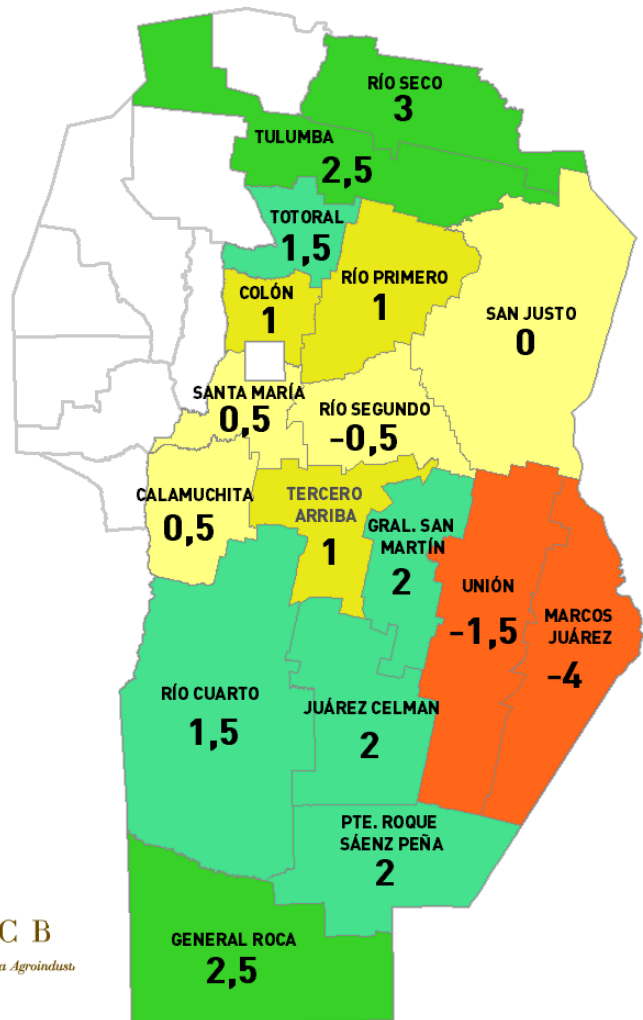 RÍO SECO
3
TULUMBA
2,5
TOTORAL
1,5
RÍO PRIMERO
1
COLÓN
1
SAN JUSTO
0
SANTA MARÍA
0,5
RÍO SEGUNDO
-0,5
CALAMUCHITA
0,5
TERCERO
ARRIBA
1
GRAL. SAN
MARTÍN
2
UNIÓN
-1,5
MARCOS
JUÁREZ
-4
RÍO CUARTO
1,5
JUÁREZ CELMAN
2
PTE. ROQUE
SÁENZ PEÑA
2
GENERAL ROCA
2,5
C B
a Agroindust